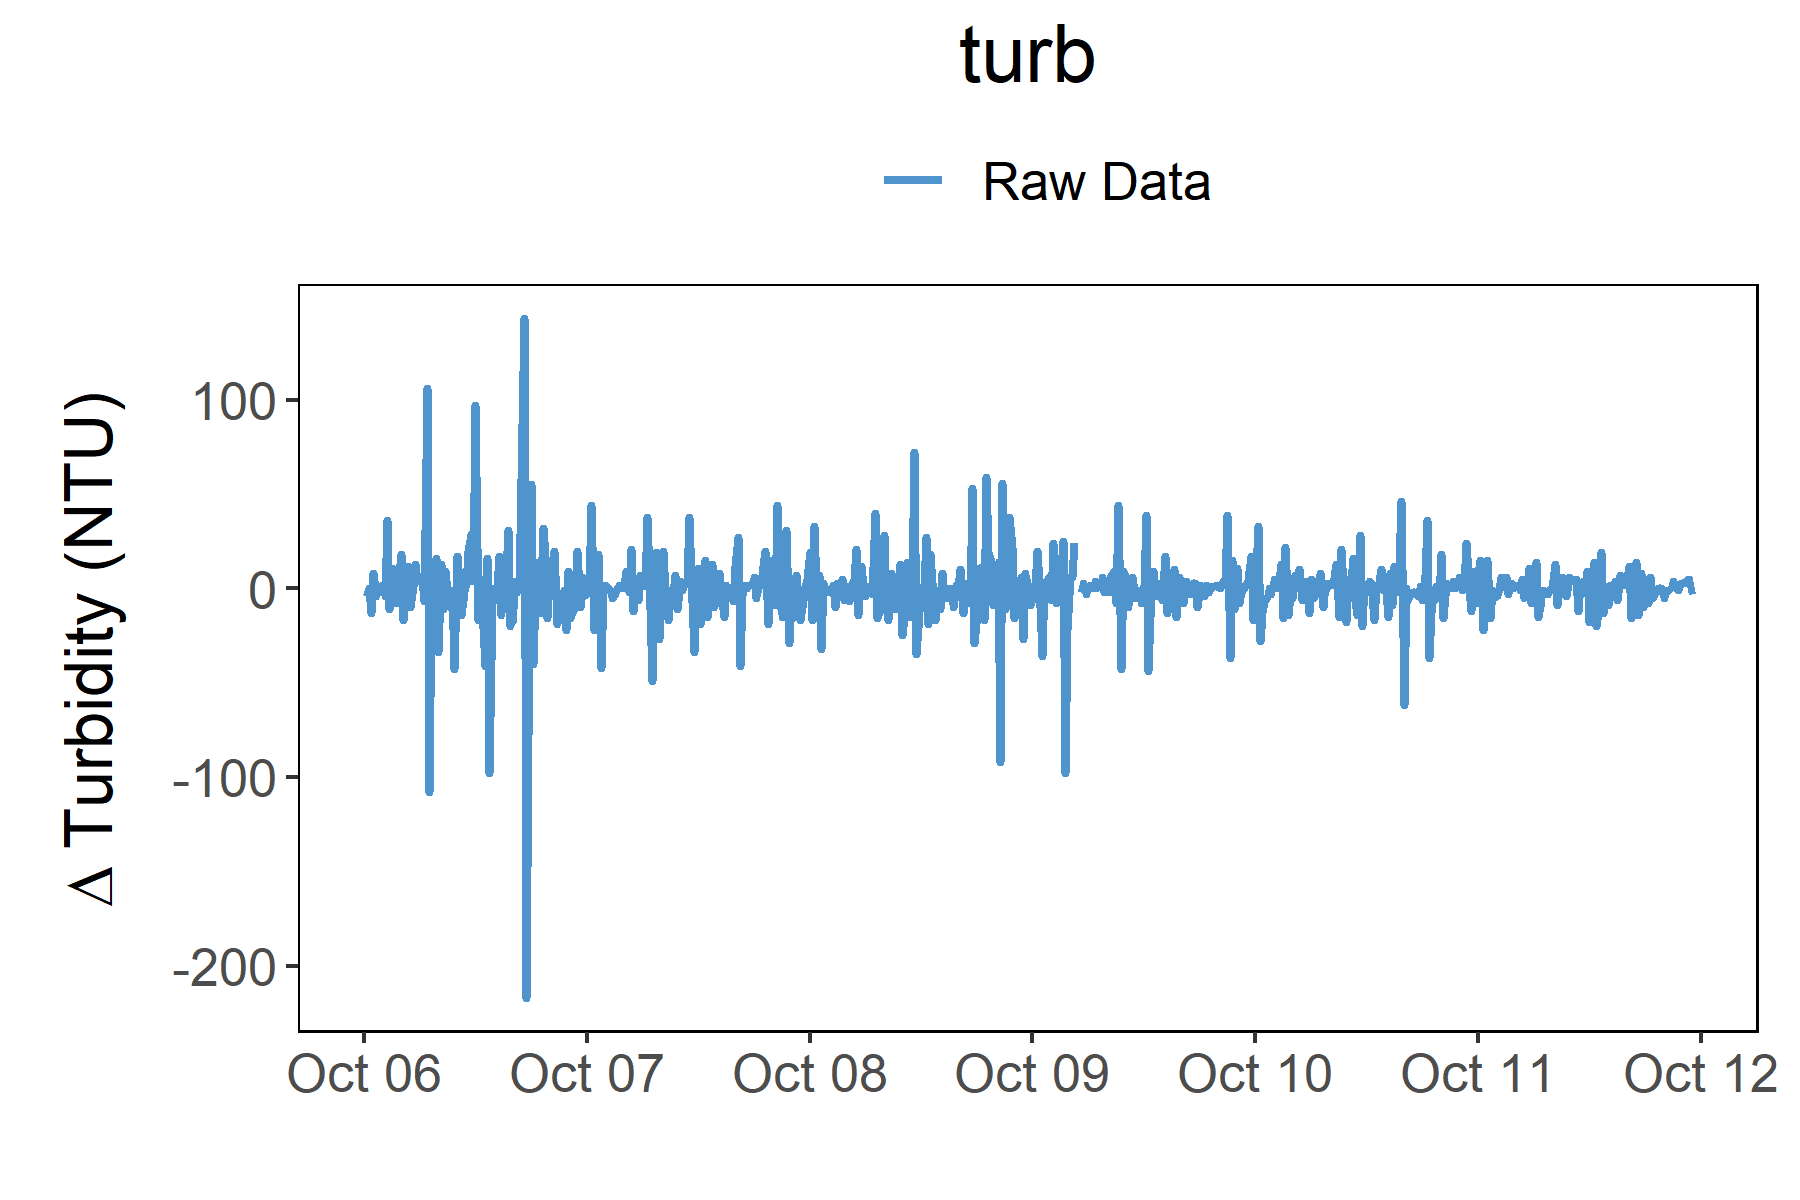 turb
Raw Data
Δ Turbidity (NTU)
100
0
-100
-200
Oct 06
Oct 07
Oct 08
Oct 09
Oct 10
Oct 11
Oct 12